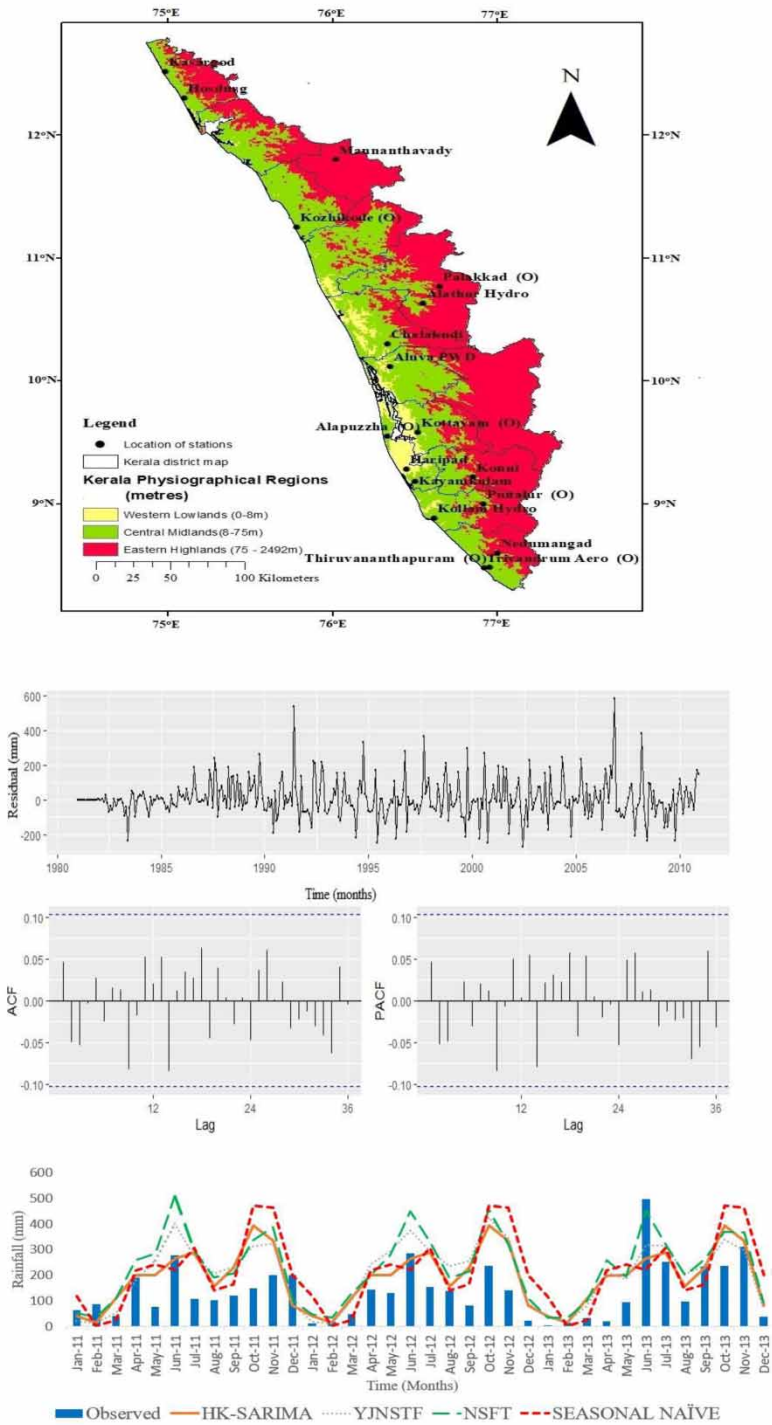 75°E 76°E 77°E
N
Kasargod
Hosdurg
12°N 12°N
Mannanthavady
Kozhikode (O)
11°N 11°N
Palakkad (O)
Alathur Hydro
Chalakudi
Aluva PWD
10°N 10°N
Legend
Alapuzzha (O) Kottayam (O)
Location of stations
Kerala district map
Haripad
Konni
Kerala Physiographical Regions
(metres)
Kayamkulam
Punalur (O)
9°N 9°N
Western Lowlands (0-8m)
Kollam Hydro
Central Midlands(8-75m)
Nedumangad
Eastern Highlands (75 - 2492m)
Thiruvananthapuram (O) Trivandrum Aero (O)
0 25 50 100 Kilometers
75°E 76°E 77°E
Residual (mm)
600
400
200
0
-200
1980 1985 1990 1995 2000 2005 2010
Time (months)
ACF
0.10
0.05
0.00
-0.05
-0.10
12 24 36
Lag
PACF
0.10
0.05
0.00
-0.05
-0.10
12 24 36
Lag
Rainfall (mm)
600
500
400
300
200
100
0
Jan-11 Feb-11 Mar-11 Apr-11 May-11 Jun-11 Jul-11 Aug-11 Sep-11 Oct-11 Nov-11 Dec-11 Jan-12 Feb-12 Mar-12 Apr-12 May-12 Jun-12 Jul-12 Aug-12 Sep-12 Oct-12 Nov-12 Dec-12 Jan-13 Feb-13 Mar-13 Apr-13 May-13 Jun-13 Jul-13 Aug-13 Sep-13 Oct-13 Nov-13 Dec-13
Time (Months)
Observed HK-SARIMA YJNSTF NSFT SEASONAL NAÏVE